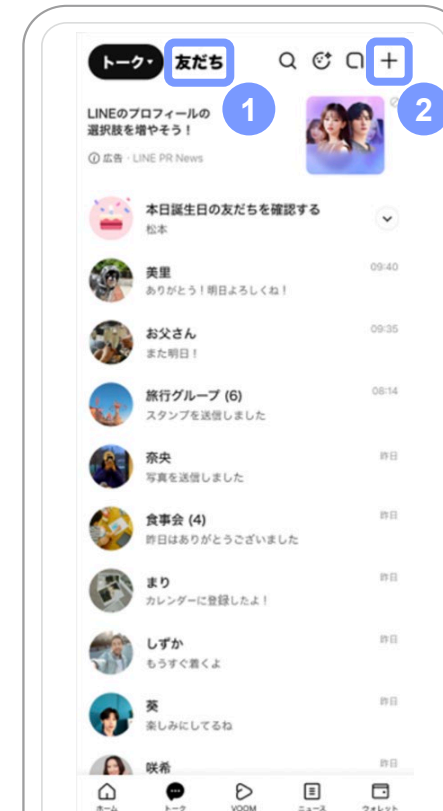 トーク
友だち
1
2
LINEのプロフィールの
選択肢を増やそう!
広告・LINE PR News
本日誕生日の友だちを確認する
松本
美里
09:40
ありがとう!明日よろしくね!
お父さん
09:35
また明日!
旅行グループ (6)
08:14
スタンプを送信しました
奈央
昨日
写真を送信しました
食事会 (4)
昨日
昨日はありがとうございました
まり
昨日
カレンダーに登録したよ!
しずか
昨日
もうすぐ着くよ
葵
昨日
楽しみにしてるね
咲希
昨日
ホーム
トーク
VOOM
ニュース
ウォレット